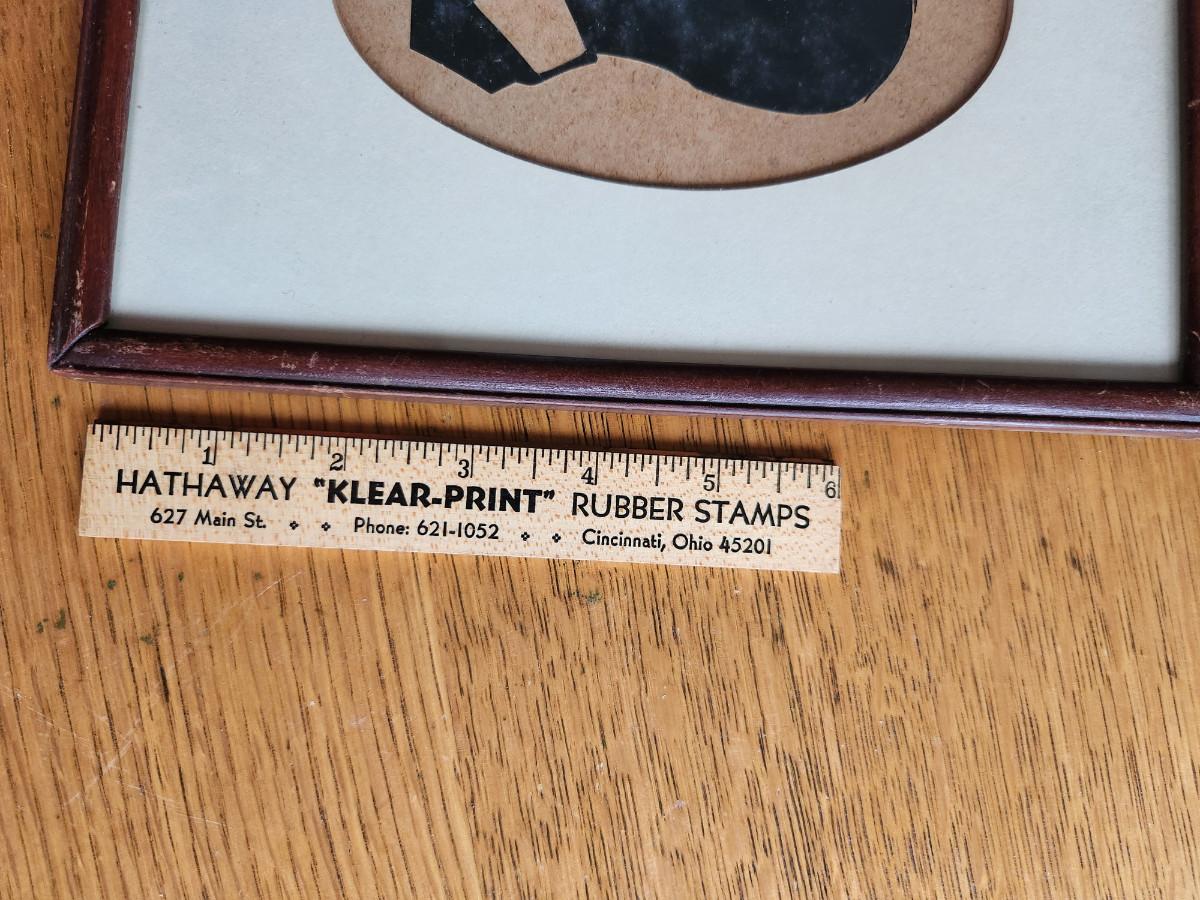 1 2 3 4 5 6
HATHAWAY "KLEAR-PRINT" RUBBER STAMPS
627 Main St. Phone: 621-1052 Cincinnati, Ohio 45201